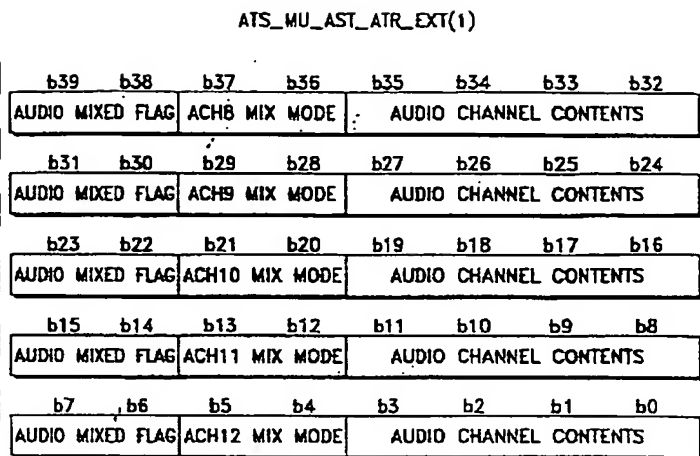 ATS_MU_AST_ATR_EXT(1)
b39 b38 b37 b36 b35 b34 b33 b32
AUDIO MIXED FLAG ACH8 MIX MODE AUDIO CHANNEL CONTENTS
b31 b30 b29 b28 b27 b26 b25 b24
AUDIO MIXED FLAG ACH9 MIX MODE AUDIO CHANNEL CONTENTS
b23 b22 b21 b20 b19 b18 b17 b16
AUDIO MIXED FLAG ACH10 MIX MODE AUDIO CHANNEL CONTENTS
b15 b14 b13 b12 b11 b10 b9 b8
AUDIO MIXED FLAG ACH11 MIX MODE AUDIO CHANNEL CONTENTS
b7 b6 b5 b4 b3 b2 b1 b0
AUDIO MIXED FLAG ACH12 MIX MODE AUDIO CHANNEL CONTENTS